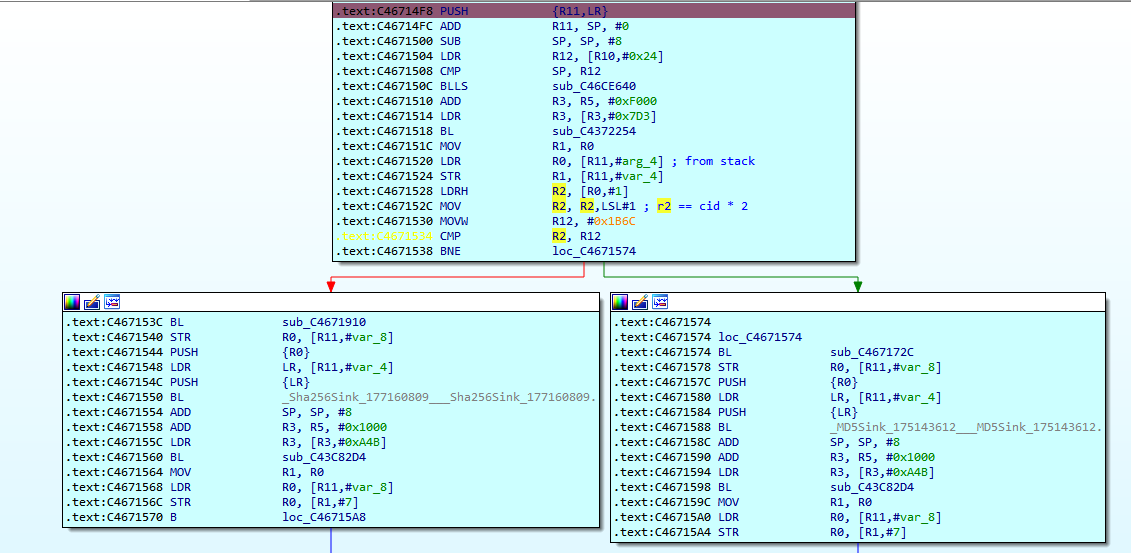 .text:C46714F8 PUSH {R11,LR}
.text:C46714FC ADD R11, SP, #0
.text:C4671500 SUB SP, SP, #8
.text:C4671504 LDR R12, [R10,#0x24]
.text:C4671508 CMP SP, R12
.text:C467150C BLLS sub_C46CE640
.text:C4671510 ADD R3, R5, #0xF000
.text:C4671514 LDR R3, [R3,#0x7D3]
.text:C4671518 BL sub_C4372254
.text:C467151C MOV R1, R0
.text:C4671520 LDR R0, [R11,#arg_4] ; from stack
.text:C4671524 STR R1, [R11,#var_4]
.text:C4671528 LDRH R2, [R0,#1]
.text:C467152C MOV R2, R2,LSL#1 ; r2 == cid * 2
.text:C4671530 MOVW R12, #0x1B6C
.text:C4671534 CMP R2, R12
.text:C4671538 BNE loc_C4671574
.text:C467153C BL sub_C4671910
.text:C4671540 STR R0, [R11,#var_8]
.text:C4671544 PUSH {R0}
.text:C4671548 LDR LR, [R11,#var_4]
.text:C467154C PUSH {LR}
.text:C4671550 BL _Sha256Sink_177160809___Sha256Sink_177160809.
.text:C4671554 ADD SP, SP, #8
.text:C4671558 ADD R3, R5, #0x1000
.text:C467155C LDR R3, [R3,#0xA4B]
.text:C4671560 BL sub_C43C82D4
.text:C4671564 MOV R1, R0
.text:C4671568 LDR R0, [R11,#var_8]
.text:C467156C STR R0, [R1,#7]
.text:C4671570 B loc_C46715A8
.text:C4671574
.text:C4671574 loc_C4671574
.text:C4671574 BL sub_C467172C
.text:C4671578 STR R0, [R11,#var_8]
.text:C467157C PUSH {R0}
.text:C4671580 LDR LR, [R11,#var_4]
.text:C4671584 PUSH {LR}
.text:C4671588 BL _MD5Sink_175143612___MD5Sink_175143612.
.text:C467158C ADD SP, SP, #8
.text:C4671590 ADD R3, R5, #0x1000
.text:C4671594 LDR R3, [R3,#0xA4B]
.text:C4671598 BL sub_C43C82D4
.text:C467159C MOV R1, R0
.text:C46715A0 LDR R0, [R11,#var_8]
.text:C46715A4 STR R0, [R1,#7]